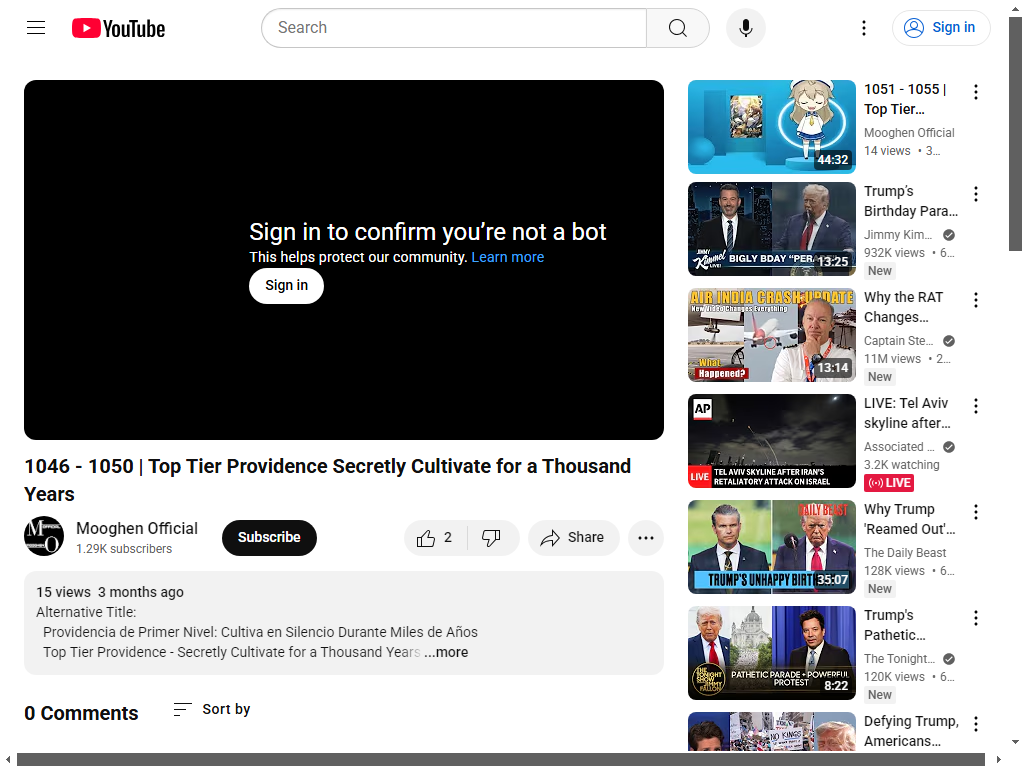 YouTube
Search
Sign in
Sign in to confirm you're not a bot
This helps protect our community. Learn more
Sign in
1046 - 1050 | Top Tier Providence Secretly Cultivate for a Thousand
Years
Mooghen Official
1.29K subscribers
Subscribe
2
Share
15 views 3 months ago
Alternative Title:
Providencia de Primer Nivel: Cultiva en Silencio Durante Miles de Años
Top Tier Providence - Secretly Cultivate for a Thousand Years ...more
0 Comments
Sort by
44:32
1051 - 1055 |
Top Tier...
Mooghen Official
14 views • 3...
JIMMY
Kimmel
LIVE!
BIGLY BDAY "PER
13:25
Trump's
Birthday Para...
Jimmy Kim...
932K views • 6...
New
AIR INDIA CRASH UPDATE
New Video Changes Everything
What
Happened?
13:14
Why the RAT
Changes...
Captain Ste...
11M views • 2...
New
AP
LIVE
TEL AVIV SKYLINE AFTER IRAN'S
RETALIATORY ATTACK ON ISRAEL
LIVE: Tel Aviv
skyline after...
Associated ...
3.2K watching
LIVE
DAILY BEAST
TRUMP'S UNHAPPY BIRT
35:07
Why Trump
'Reamed Out'...
The Daily Beast
128K views • 6...
New
THE
TONIGHT
SHOW
JIMMY
FALLON
PATHETIC PARADE + POWERFUL
PROTEST
8:22
Trump's
Pathetic...
The Tonight...
120K views • 6...
New
NO KINGS
Defying Trump,
Americans...